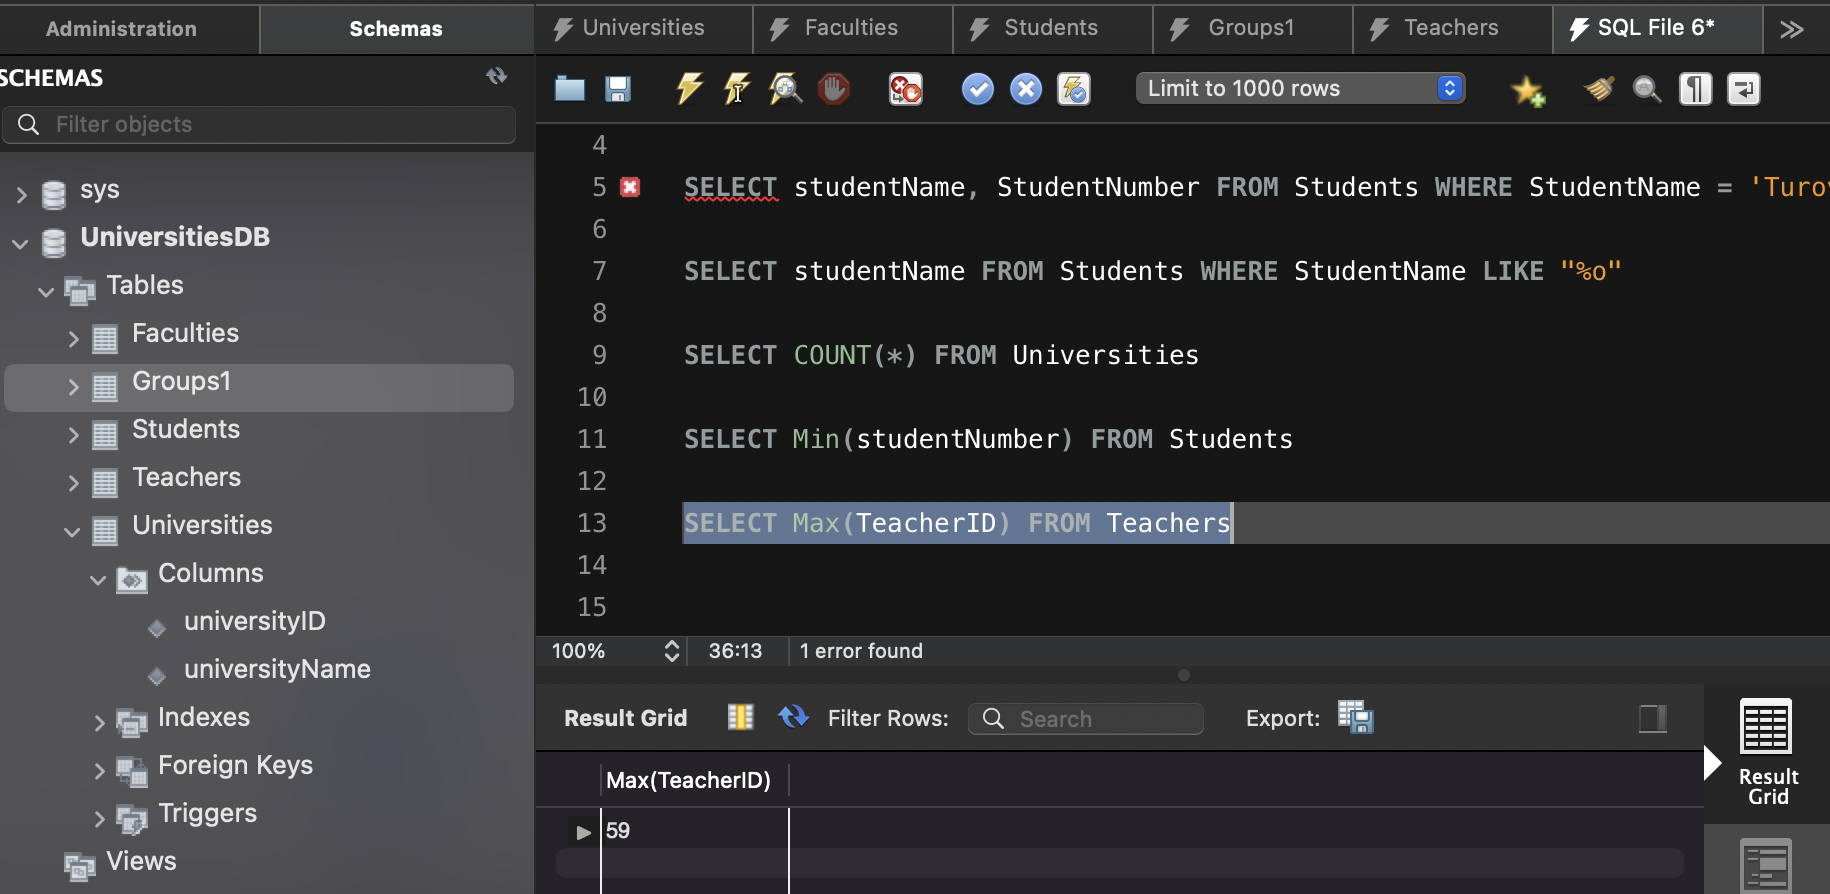 Administration
Schemas
Universities
Faculties
Students
Groups1
Teachers
SQL File 6*
SCHEMAS
Filter objects
Limit to 1000 rows
sys
UniversitiesDB
Tables
Faculties
Groups1
Students
Teachers
Universities
Columns
universityID
universityName
Indexes
Foreign Keys
Triggers
Views
4
5 SELECT studentName, StudentNumber FROM Students WHERE StudentName = 'Turov
6
7 SELECT studentName FROM Students WHERE StudentName LIKE "%o"
8
9 SELECT COUNT(*) FROM Universities
10
11 SELECT Min(studentNumber) FROM Students
12
13 SELECT Max(TeacherID) FROM Teachers
14
15
100% 36:13 1 error found
Result Grid Filter Rows: Search Export:
Result
Grid
Max(TeacherID)
59